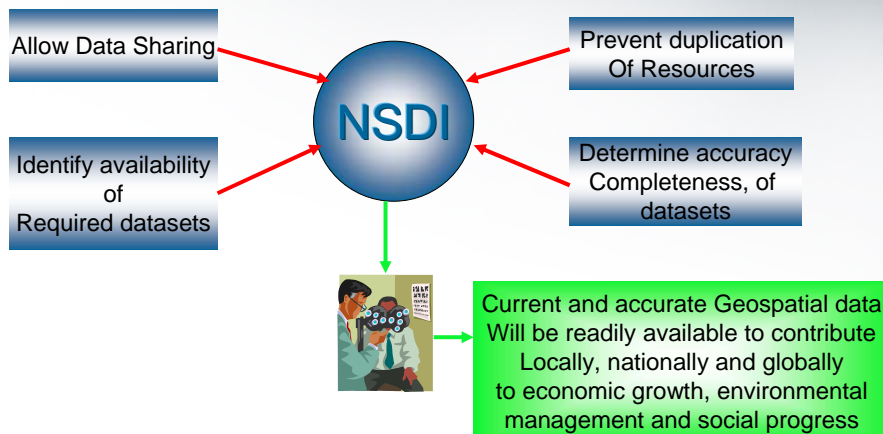 Allow Data Sharing
Prevent duplication
Of Resources
NSDI
Identify availability
of
Required datasets
Determine accuracy
Completeness, of
datasets
Current and accurate Geospatial data
Will be readily available to contribute
Locally, nationally and globally
to economic growth, environmental
management and social progress